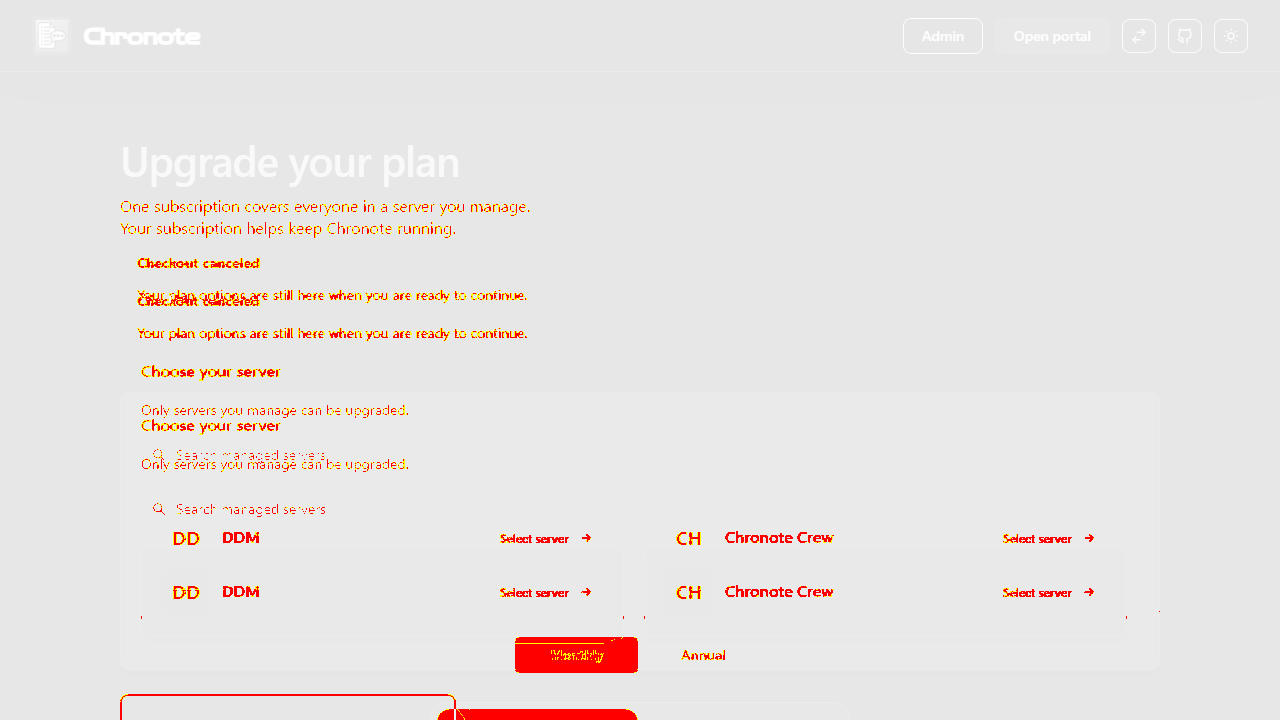 Chronote
Admin
Open portal
Upgrade your plan
One subscription covers everyone in a server you manage.
Your subscription helps keep Chronote running.
Checkout canceled
Your plan options are still here when you are ready to continue.
Checkout canceled
Your plan options are still here when you are ready to continue.
Choose your server
Only servers you manage can be upgraded.
Choose your server
Search managed servers
Only servers you manage can be upgraded.
Search managed servers
DD DDM Select server → CH Chronote Crew Select server →
DD DDM Select server → CH Chronote Crew Select server →
Monthly Annual